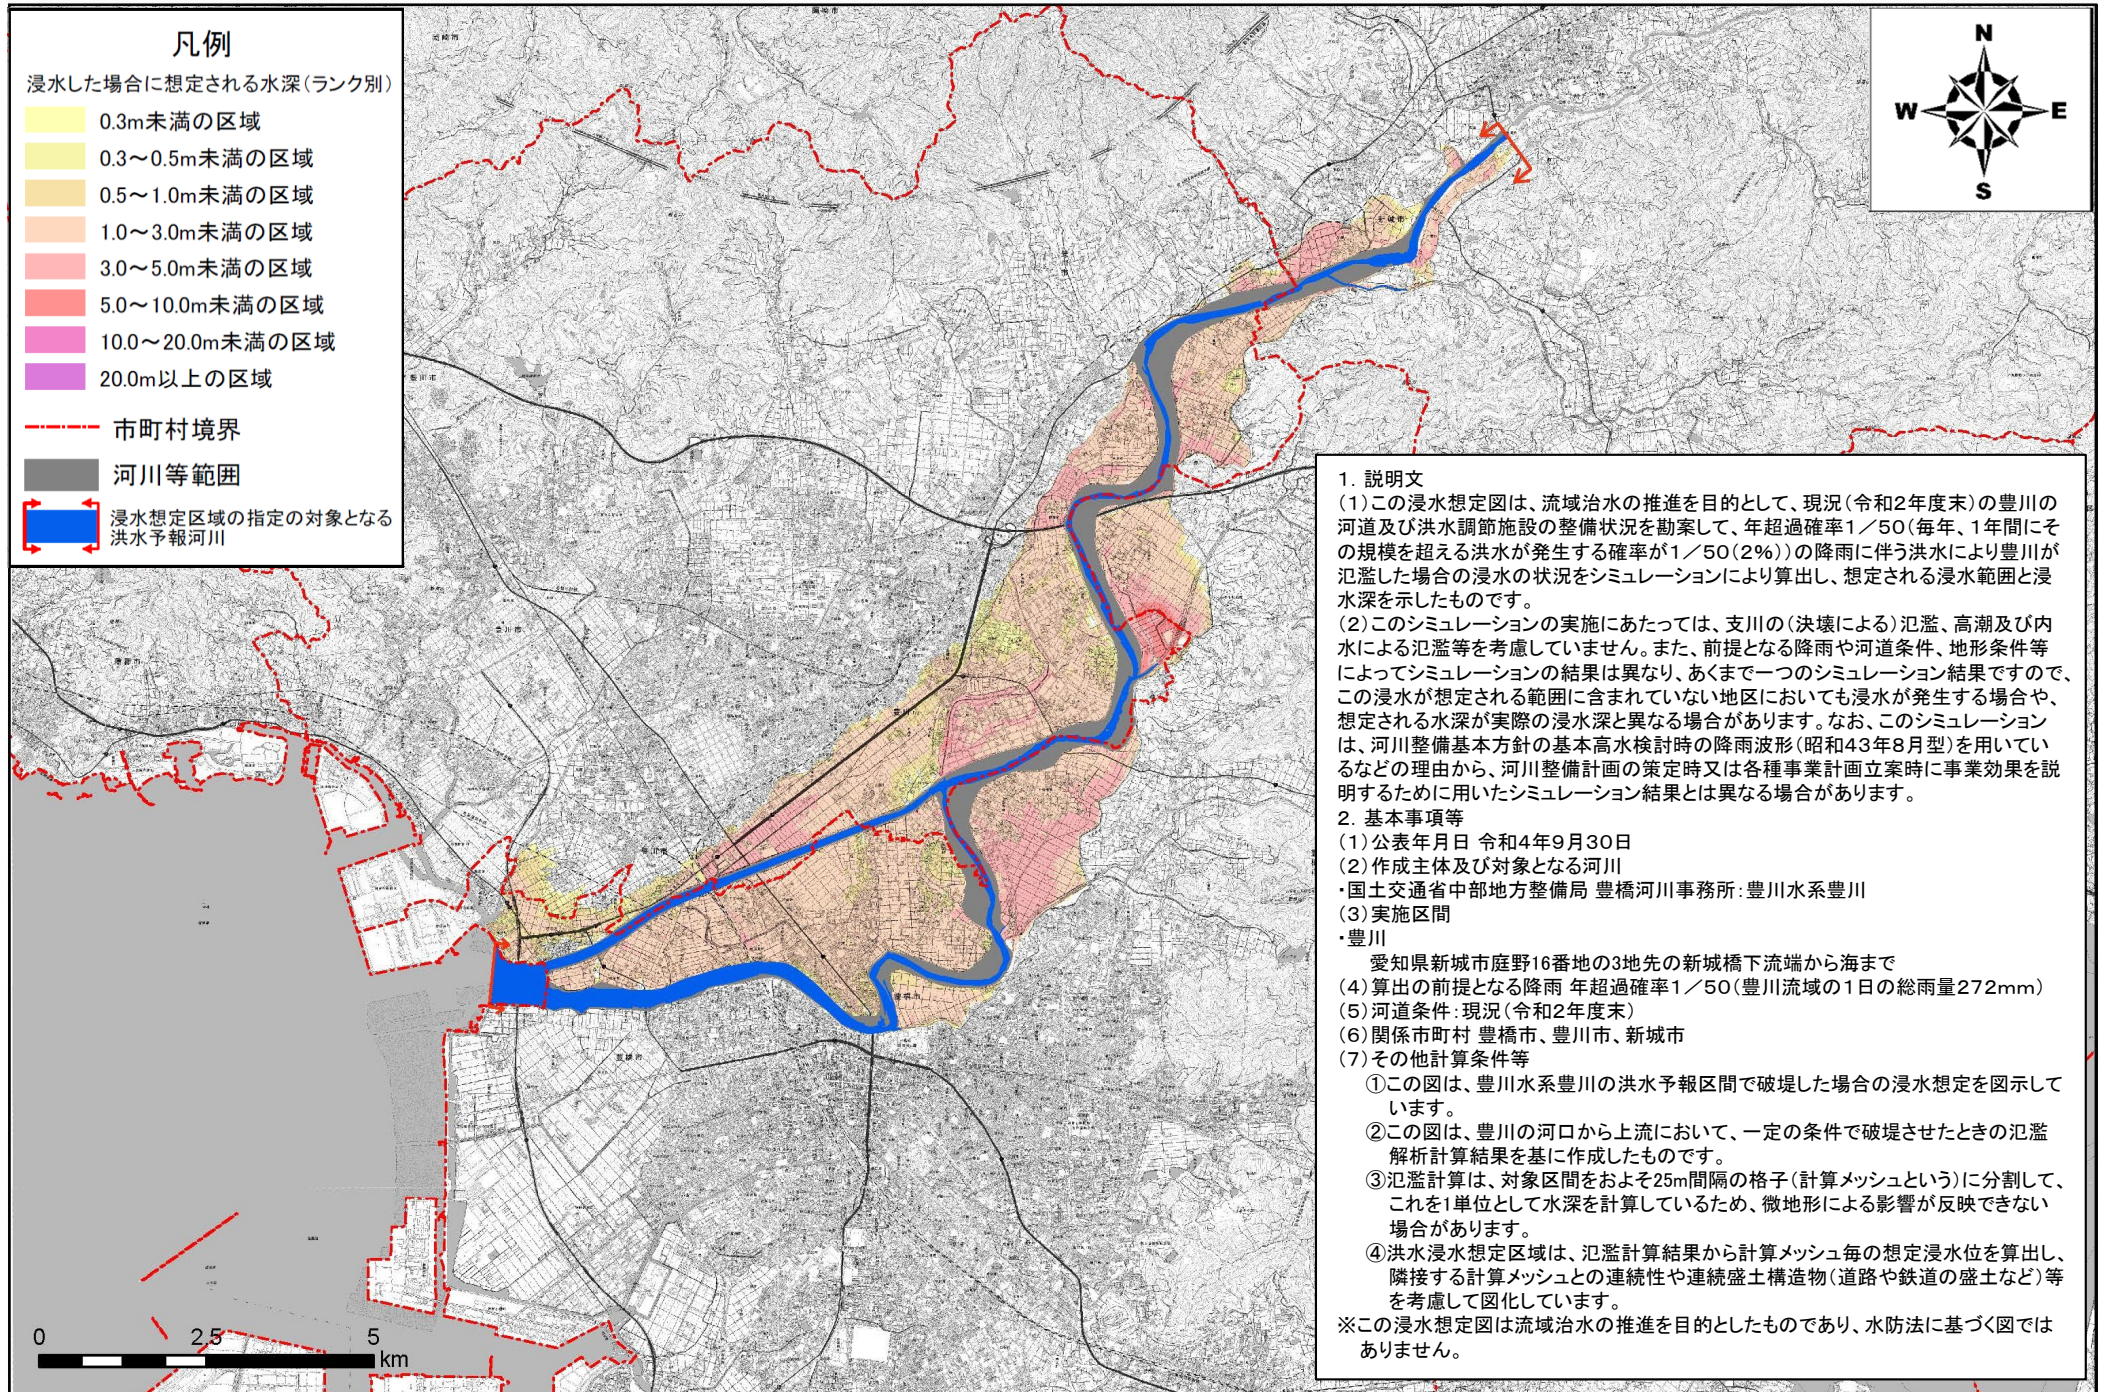 凡例
浸水した場合に想定される水深(ランク別)
0.3m未満の区域
0.3～0.5m未満の区域
0.5～1.0m未満の区域
1.0～3.0m未満の区域
3.0～5.0m未満の区域
5.0～10.0m未満の区域
10.0～20.0m未満の区域
20.0m以上の区域
市町村境界
河川等範囲
浸水想定区域の指定の対象となる
洪水予報河川
N
W
E
S
岡崎市
新城市
豊川市
豊川市
豊川市
豊橋市
豊橋市
1. 説明文
(1)この浸水想定図は、流域治水の推進を目的として、現況(令和2年度末)の豊川の
河道及び洪水調節施設の整備状況を勘案して、年超過確率1／50(毎年、1年間にそ
の規模を超える洪水が発生する確率が1／50(2%))の降雨に伴う洪水により豊川が
氾濫した場合の浸水の状況をシミュレーションにより算出し、想定される浸水範囲と浸
水深を示したものです。
(2)このシミュレーションの実施にあたっては、支川の(決壊による)氾濫、高潮及び内
水による氾濫等を考慮していません。また、前提となる降雨や河道条件、地形条件等
によってシミュレーションの結果は異なり、あくまで一つのシミュレーション結果ですので、
この浸水が想定される範囲に含まれていない地区においても浸水が発生する場合や、
想定される水深が実際の浸水深と異なる場合があります。なお、このシミュレーション
は、河川整備基本方針の基本高水検討時の降雨波形(昭和43年8月型)を用いてい
るなどの理由から、河川整備計画の策定時又は各種事業計画立案時に事業効果を説
明するために用いたシミュレーション結果とは異なる場合があります。
2. 基本事項等
(1)公表年月日 令和4年9月30日
(2)作成主体及び対象となる河川
・国土交通省中部地方整備局 豊橋河川事務所:豊川水系豊川
(3)実施区間
・豊川
愛知県新城市庭野16番地の3地先の新城橋下流端から海まで
(4)算出の前提となる降雨 年超過確率1／50(豊川流域の1日の総雨量272mm)
(5)河道条件:現況(令和2年度末)
(6)関係市町村 豊橋市、豊川市、新城市
(7)その他計算条件等
①この図は、豊川水系豊川の洪水予報区間で破堤した場合の浸水想定を図示して
います。
②この図は、豊川の河口から上流において、一定の条件で破堤させたときの氾濫
解析計算結果を基に作成したものです。
③氾濫計算は、対象区間をおよそ25m間隔の格子(計算メッシュという)に分割して、
これを1単位として水深を計算しているため、微地形による影響が反映できない
場合があります。
④洪水浸水想定区域は、氾濫計算結果から計算メッシュ毎の想定浸水位を算出し、
隣接する計算メッシュとの連続性や連続盛土構造物(道路や鉄道の盛土など)等
を考慮して図化しています。
※この浸水想定図は流域治水の推進を目的としたものであり、水防法に基づく図では
ありません。
0 2.5 5
km